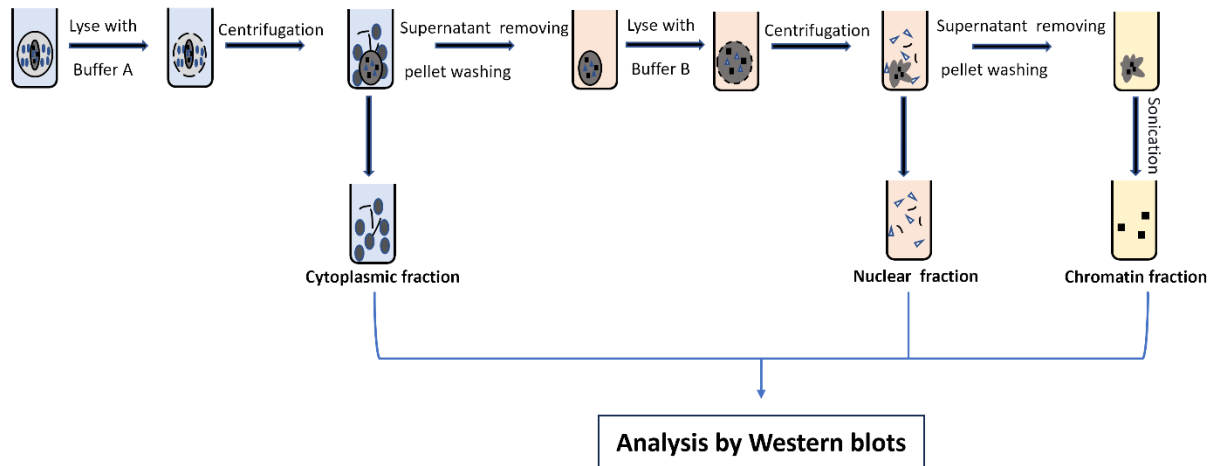 Lyse with
Buffer A
Centrifugation
Supernatant removing
pellet washing
Lyse with
Buffer B
Centrifugation
Supernatant removing
pellet washing
Sonication
Cytoplasmic fraction
Nuclear fraction
Chromatin fraction
Analysis by Western blots